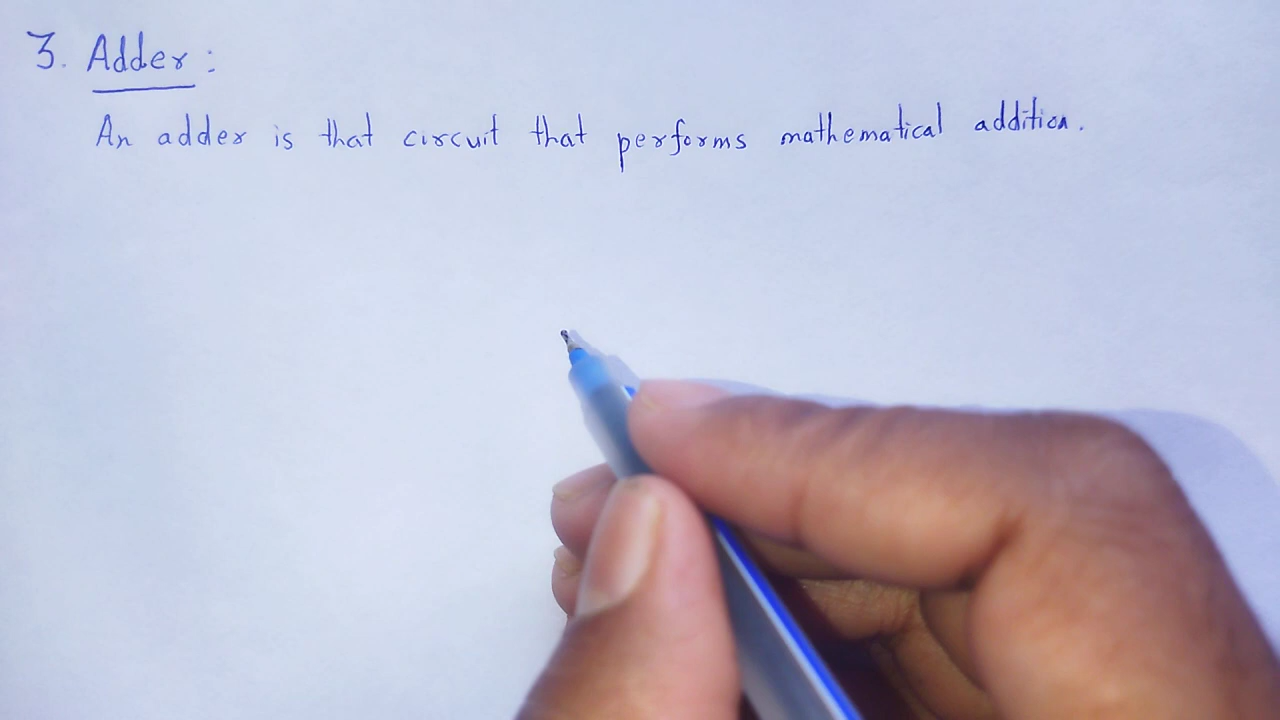 3. Adder :
An adder is that circuit that performs mathematical addition.